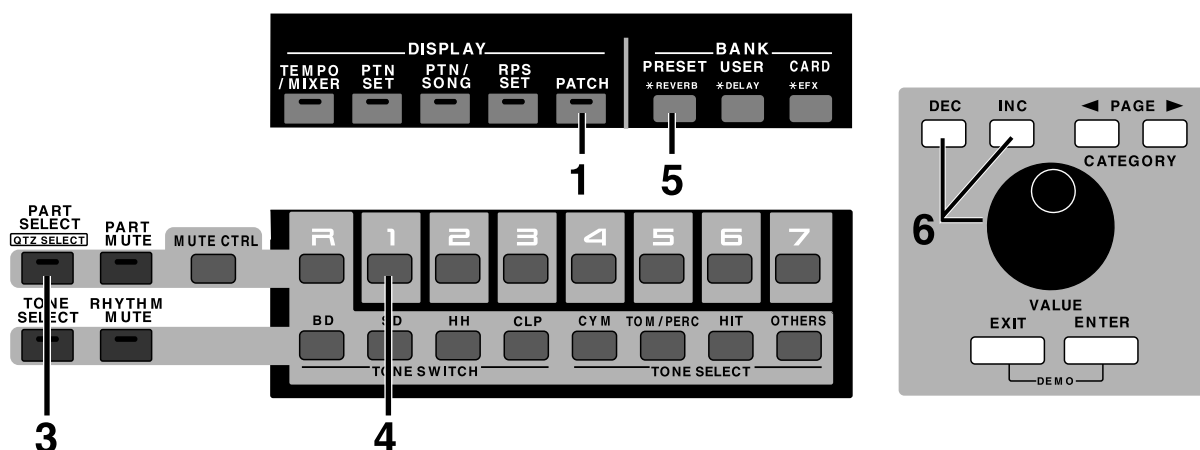 DISPLAY
BANK
TEMPO
/MIXER
PTN
SET
PTN/
SONG
RPS
SET
PATCH
PRESET
USER
CARD
*REVERB
*DELAY
*EFX
1
5
DEC
INC
◄ PAGE ►
CATEGORY
6
VALUE
EXIT
ENTER
DEMO
PART
SELECT
QTZ SELECT
PART
MUTE
MUTE CTRL
R
1
2
3
4
5
6
7
TONE
SELECT
RHYTHM
MUTE
BD
SD
HH
CLP
CYM
TOM/PERC
HIT
OTHERS
TONE SWITCH
TONE SELECT
3
4